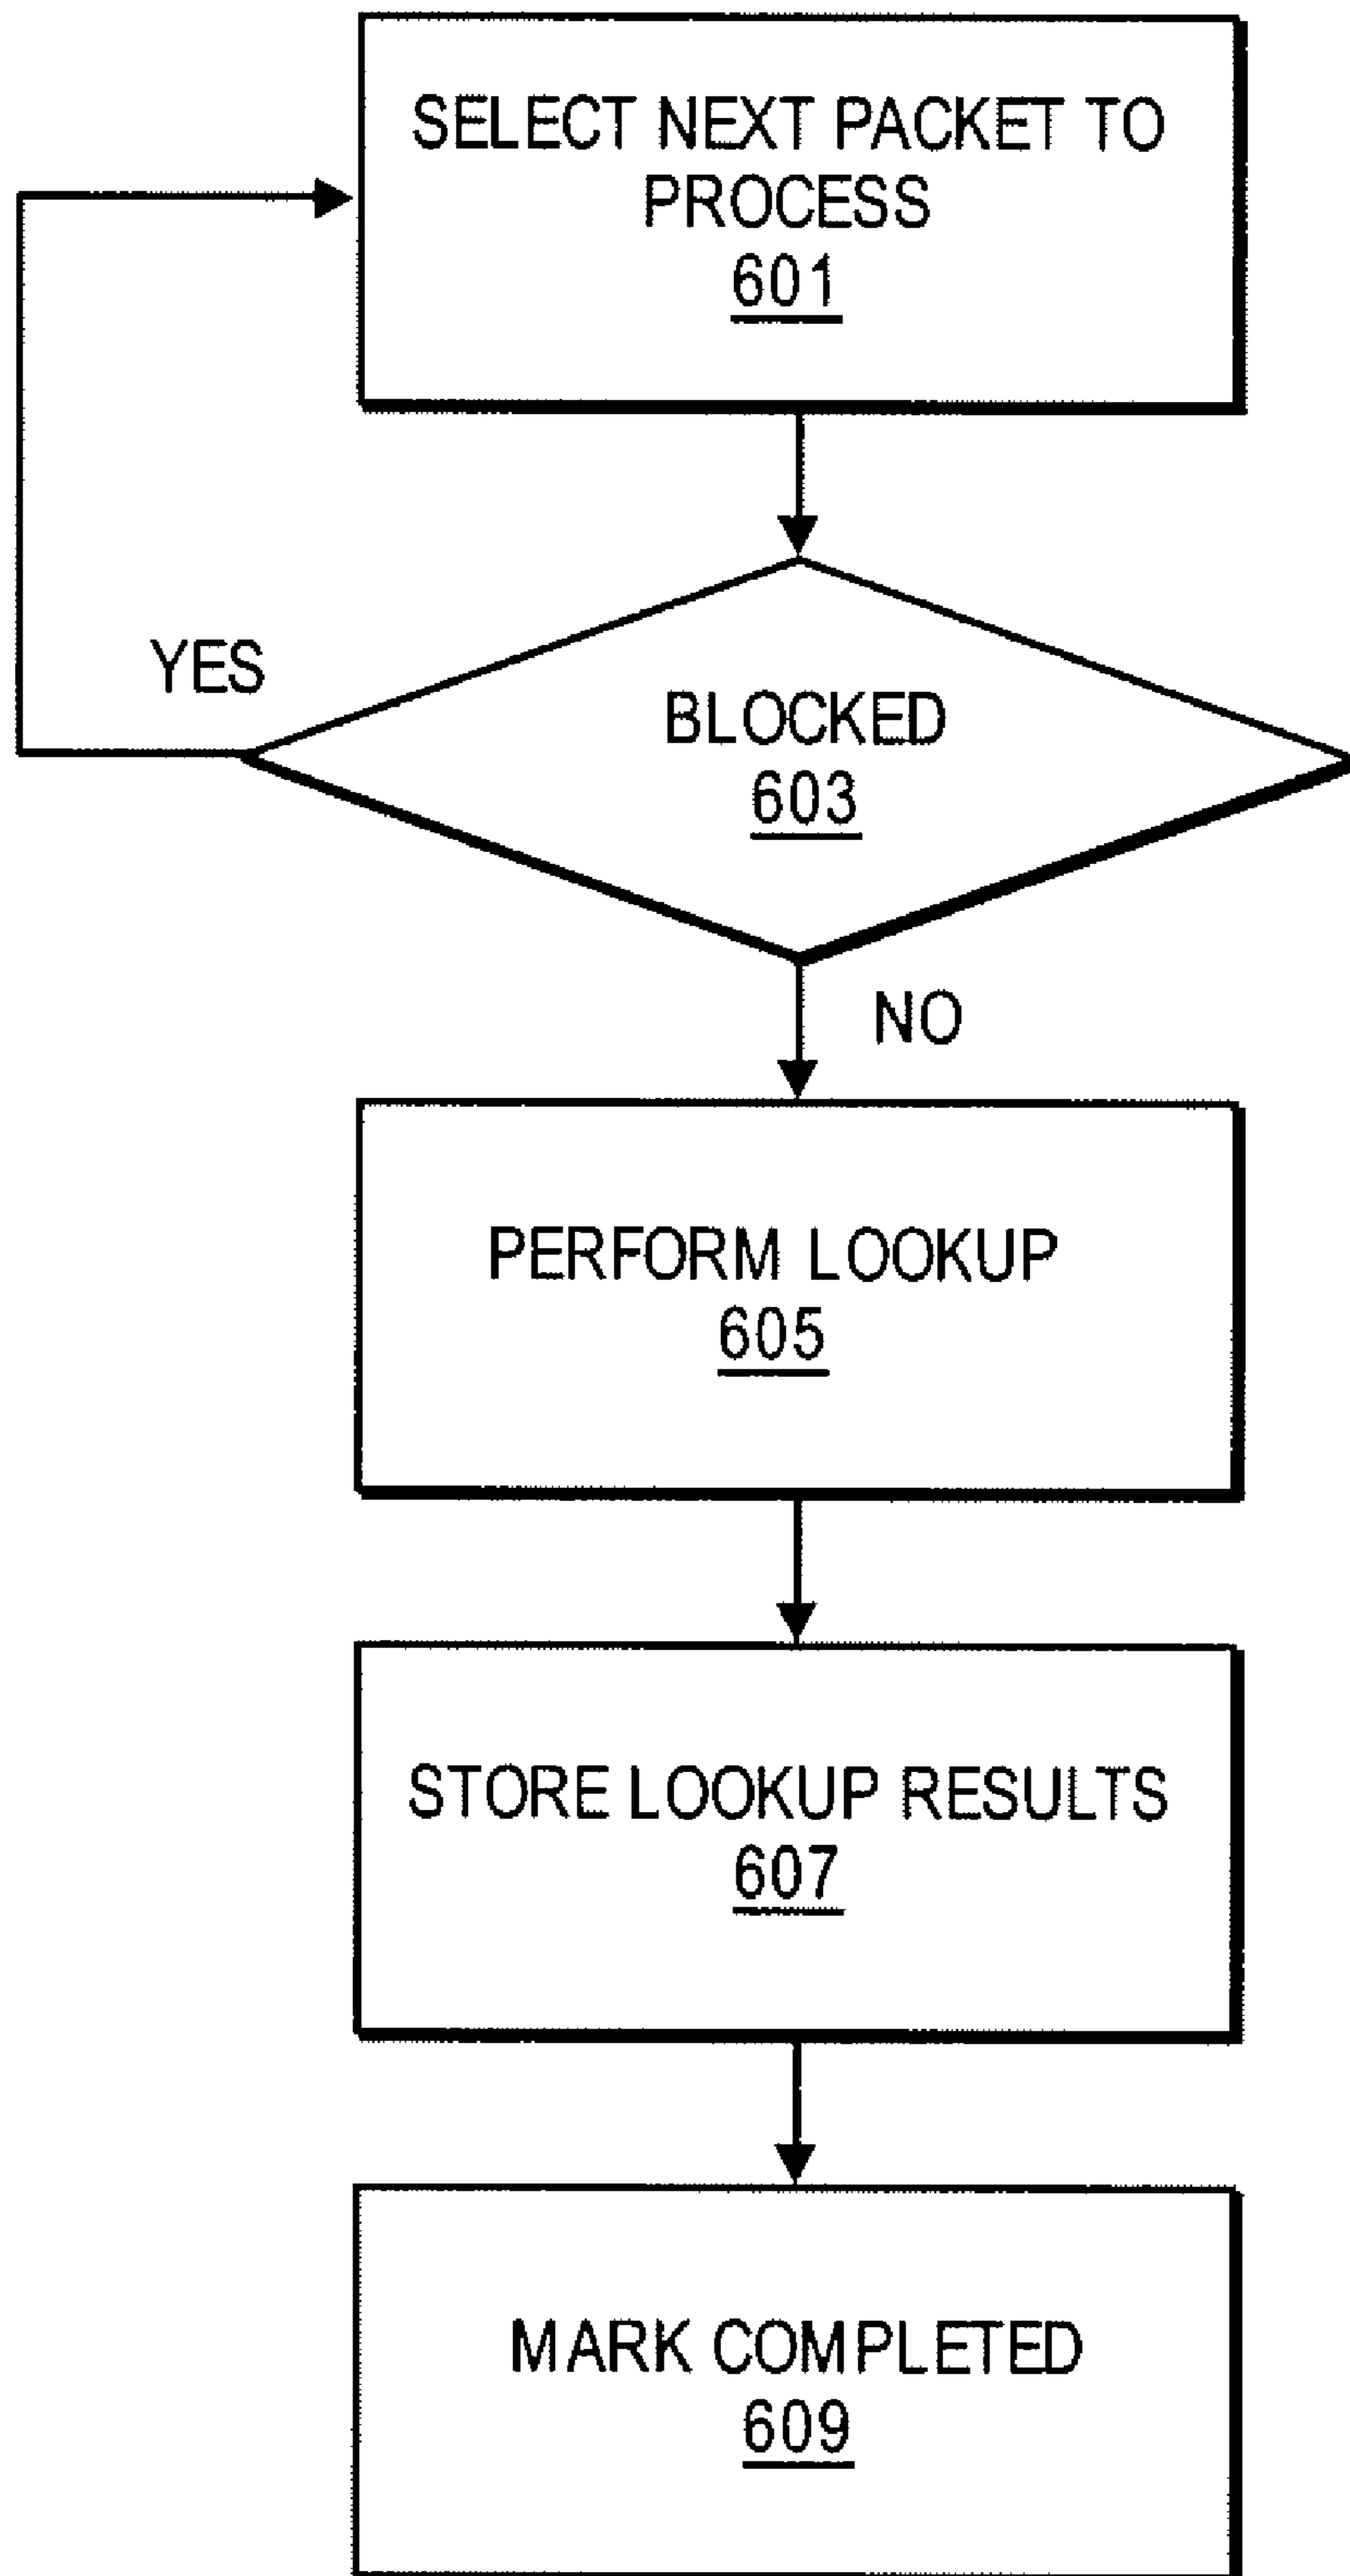 SELECT NEXT PACKET TO
PROCESS
601
YES
BLOCKED
603
NO
PERFORM LOOKUP
605
STORE LOOKUP RESULTS
607
MARK COMPLETED
609